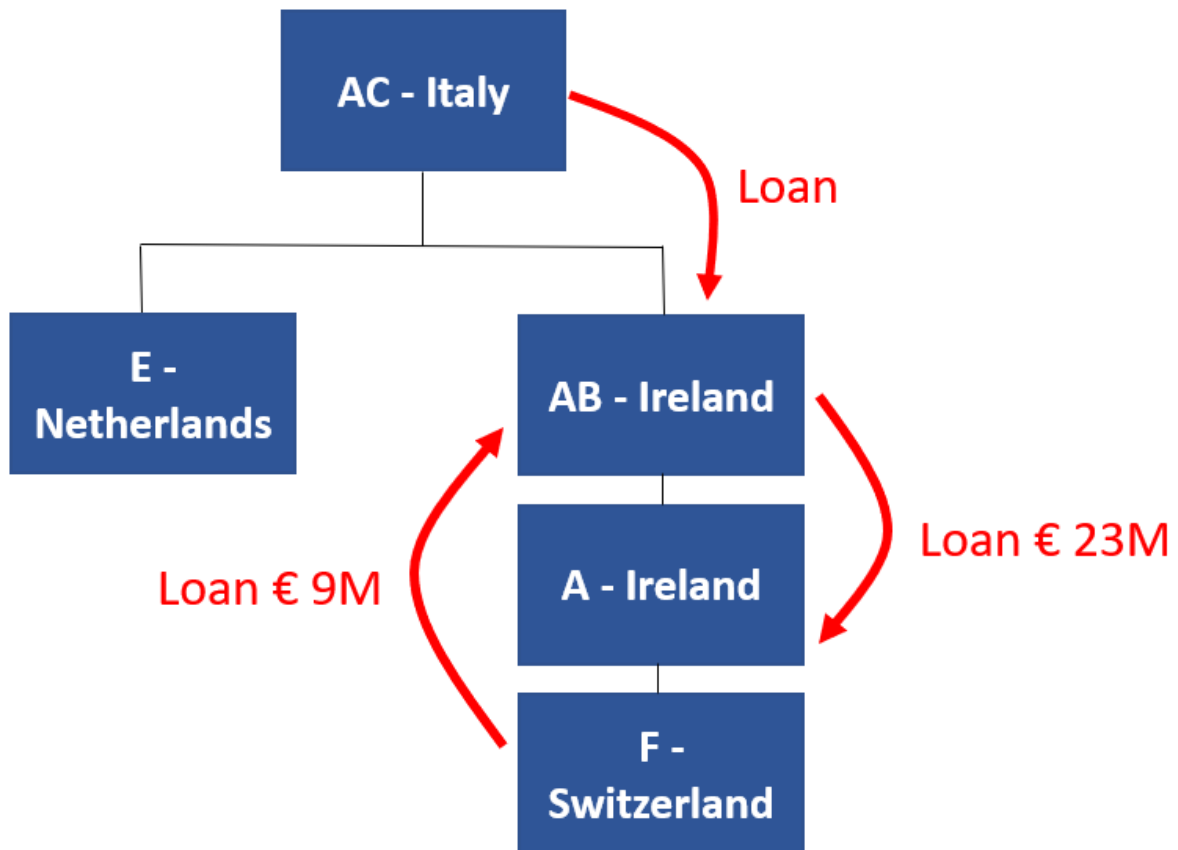 AC - Italy
Loan
E -
Netherlands
AB - Ireland
Loan € 23M
Loan € 9M
A - Ireland
F -
Switzerland